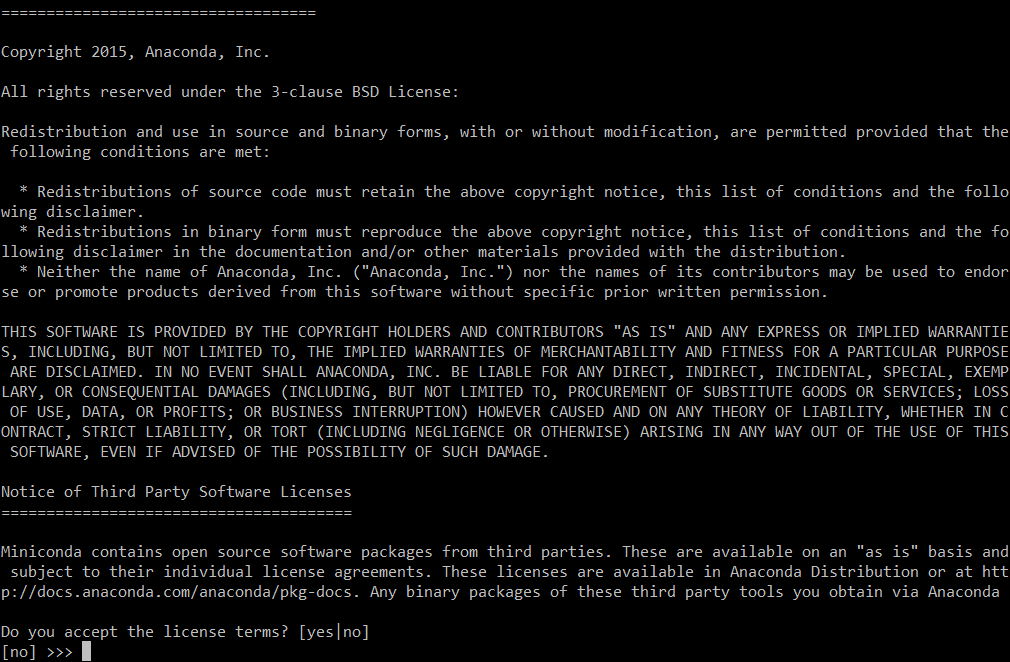 ===================================
Copyright 2015, Anaconda, Inc.
All rights reserved under the 3-clause BSD License:
Redistribution and use in source and binary forms, with or without modification, are permitted provided that the
 following conditions are met:
  * Redistributions of source code must retain the above copyright notice, this list of conditions and the follo
wing disclaimer.
  * Redistributions in binary form must reproduce the above copyright notice, this list of conditions and the fo
llowing disclaimer in the documentation and/or other materials provided with the distribution.
  * Neither the name of Anaconda, Inc. ("Anaconda, Inc.") nor the names of its contributors may be used to endor
se or promote products derived from this software without specific prior written permission.
THIS SOFTWARE IS PROVIDED BY THE COPYRIGHT HOLDERS AND CONTRIBUTORS "AS IS" AND ANY EXPRESS OR IMPLIED WARRANTIE
S, INCLUDING, BUT NOT LIMITED TO, THE IMPLIED WARRANTIES OF MERCHANTABILITY AND FITNESS FOR A PARTICULAR PURPOSE
 ARE DISCLAIMED. IN NO EVENT SHALL ANACONDA, INC. BE LIABLE FOR ANY DIRECT, INDIRECT, INCIDENTAL, SPECIAL, EXEMP
LARY, OR CONSEQUENTIAL DAMAGES (INCLUDING, BUT NOT LIMITED TO, PROCUREMENT OF SUBSTITUTE GOODS OR SERVICES; LOSS
 OF USE, DATA, OR PROFITS; OR BUSINESS INTERRUPTION) HOWEVER CAUSED AND ON ANY THEORY OF LIABILITY, WHETHER IN C
ONTRACT, STRICT LIABILITY, OR TORT (INCLUDING NEGLIGENCE OR OTHERWISE) ARISING IN ANY WAY OUT OF THE USE OF THIS
 SOFTWARE, EVEN IF ADVISED OF THE POSSIBILITY OF SUCH DAMAGE.
Notice of Third Party Software Licenses
=======================================
Miniconda contains open source software packages from third parties. These are available on an "as is" basis and
 subject to their individual license agreements. These licenses are available in Anaconda Distribution or at htt
p://docs.anaconda.com/anaconda/pkg-docs. Any binary packages of these third party tools you obtain via Anaconda
Do you accept the license terms? [yes|no]
[no] >>>